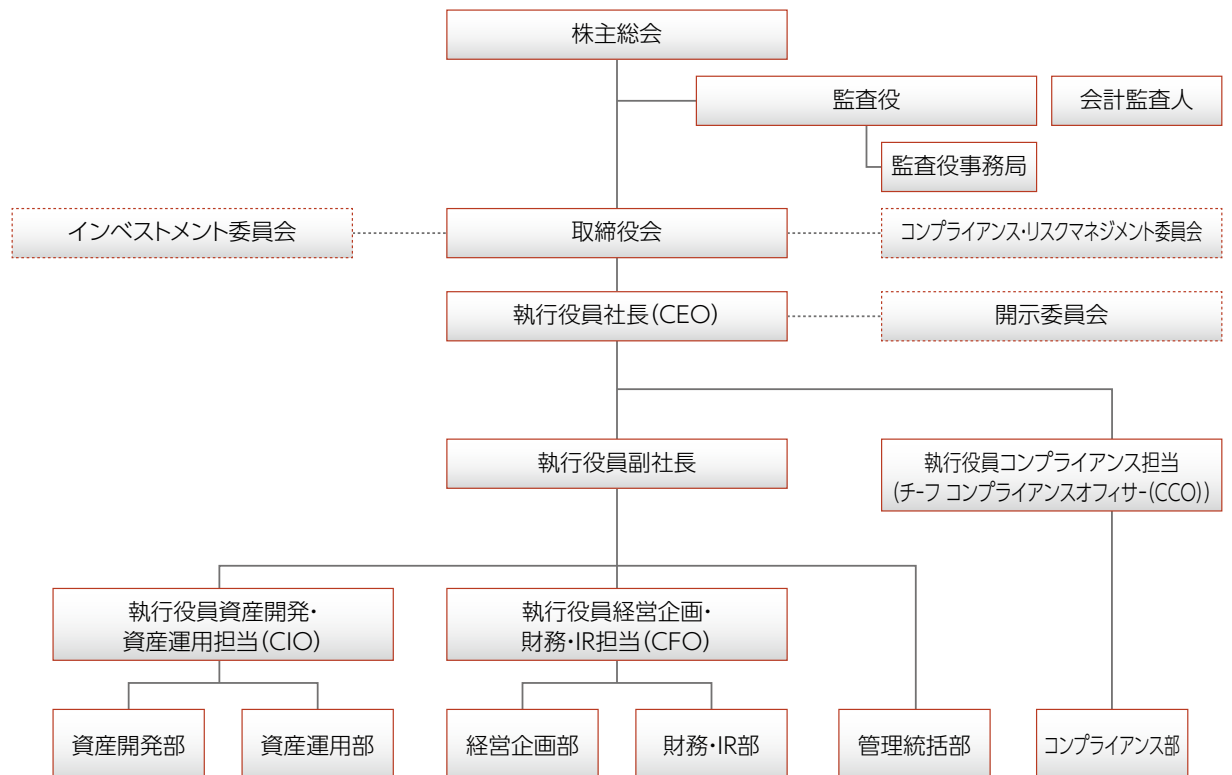 株主総会
監査役
会計監査人
監査役事務局
インベストメント委員会
取締役会
コンプライアンス・リスクマネジメント委員会
執行役員社長(CEO)
開示委員会
執行役員副社長
執行役員コンプライアンス担当
(チーフ コンプライアンスオフィサー(CCO))
執行役員資産開発・
資産運用担当(CIO)
執行役員経営企画・
財務・IR担当(CFO)
資産開発部
資産運用部
経営企画部
財務・IR部
管理統括部
コンプライアンス部